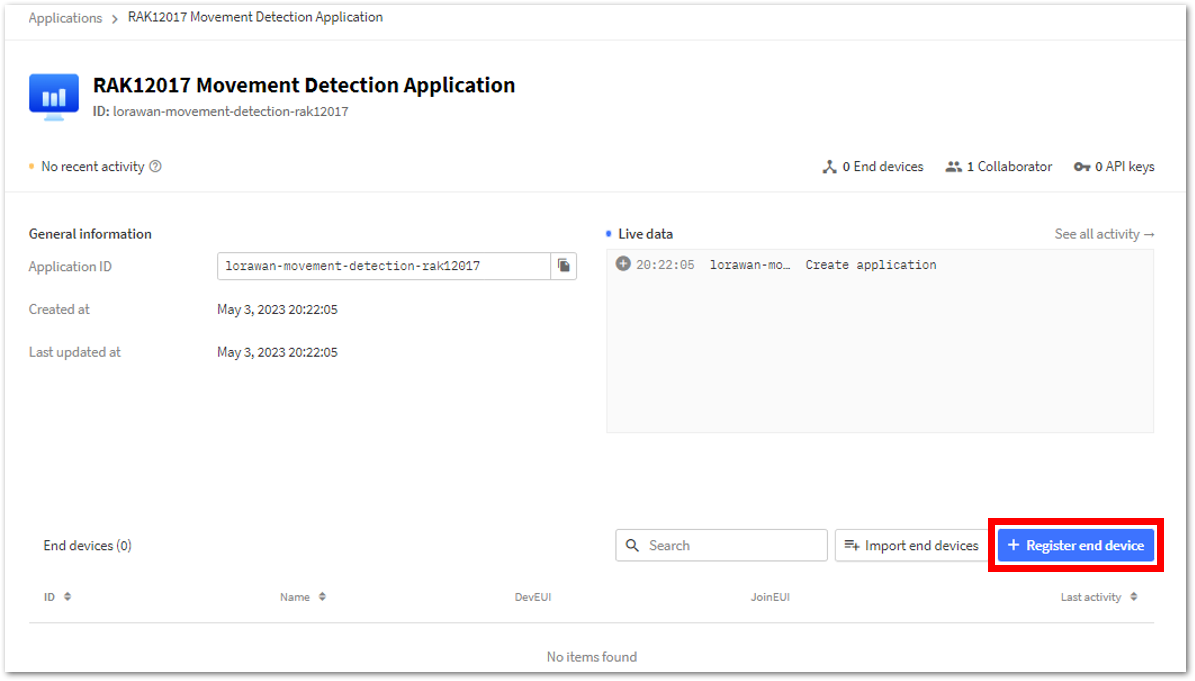 Applications > RAK12017 Movement Detection Application
RAK12017 Movement Detection Application
ID: lorawan-movement-detection-rak12017
No recent activity
0 End devices 1 Collaborator 0 API keys
General information
Application ID lorawan-movement-detection-rak12017
Created at May 3, 2023 20:22:05
Last updated at May 3, 2023 20:22:05
Live data See all activity →
20:22:05 lorawan-mo… Create application
End devices (0) Search Import end devices + Register end device
ID Name DevEUI JoinEUI Last activity
No items found